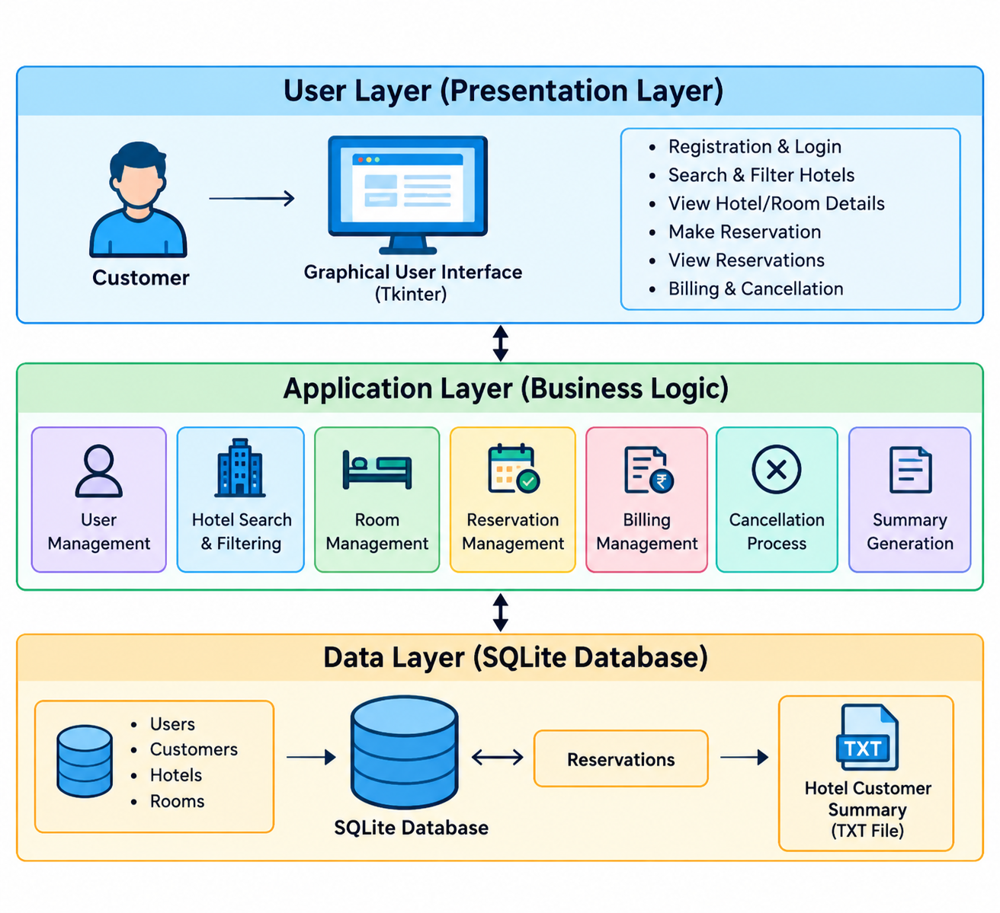 User Layer (Presentation Layer)
Customer
Graphical User Interface
(Tkinter)
• Registration & Login
• Search & Filter Hotels
• View Hotel/Room Details
• Make Reservation
• View Reservations
• Billing & Cancellation
Application Layer (Business Logic)
User
Management
Hotel Search
& Filtering
Room
Management
Reservation
Management
₹
Billing
Management
Cancellation
Process
Summary
Generation
Data Layer (SQLite Database)
• Users
• Customers
• Hotels
• Rooms
SQLite Database
Reservations
TXT
Hotel Customer
Summary
(TXT File)